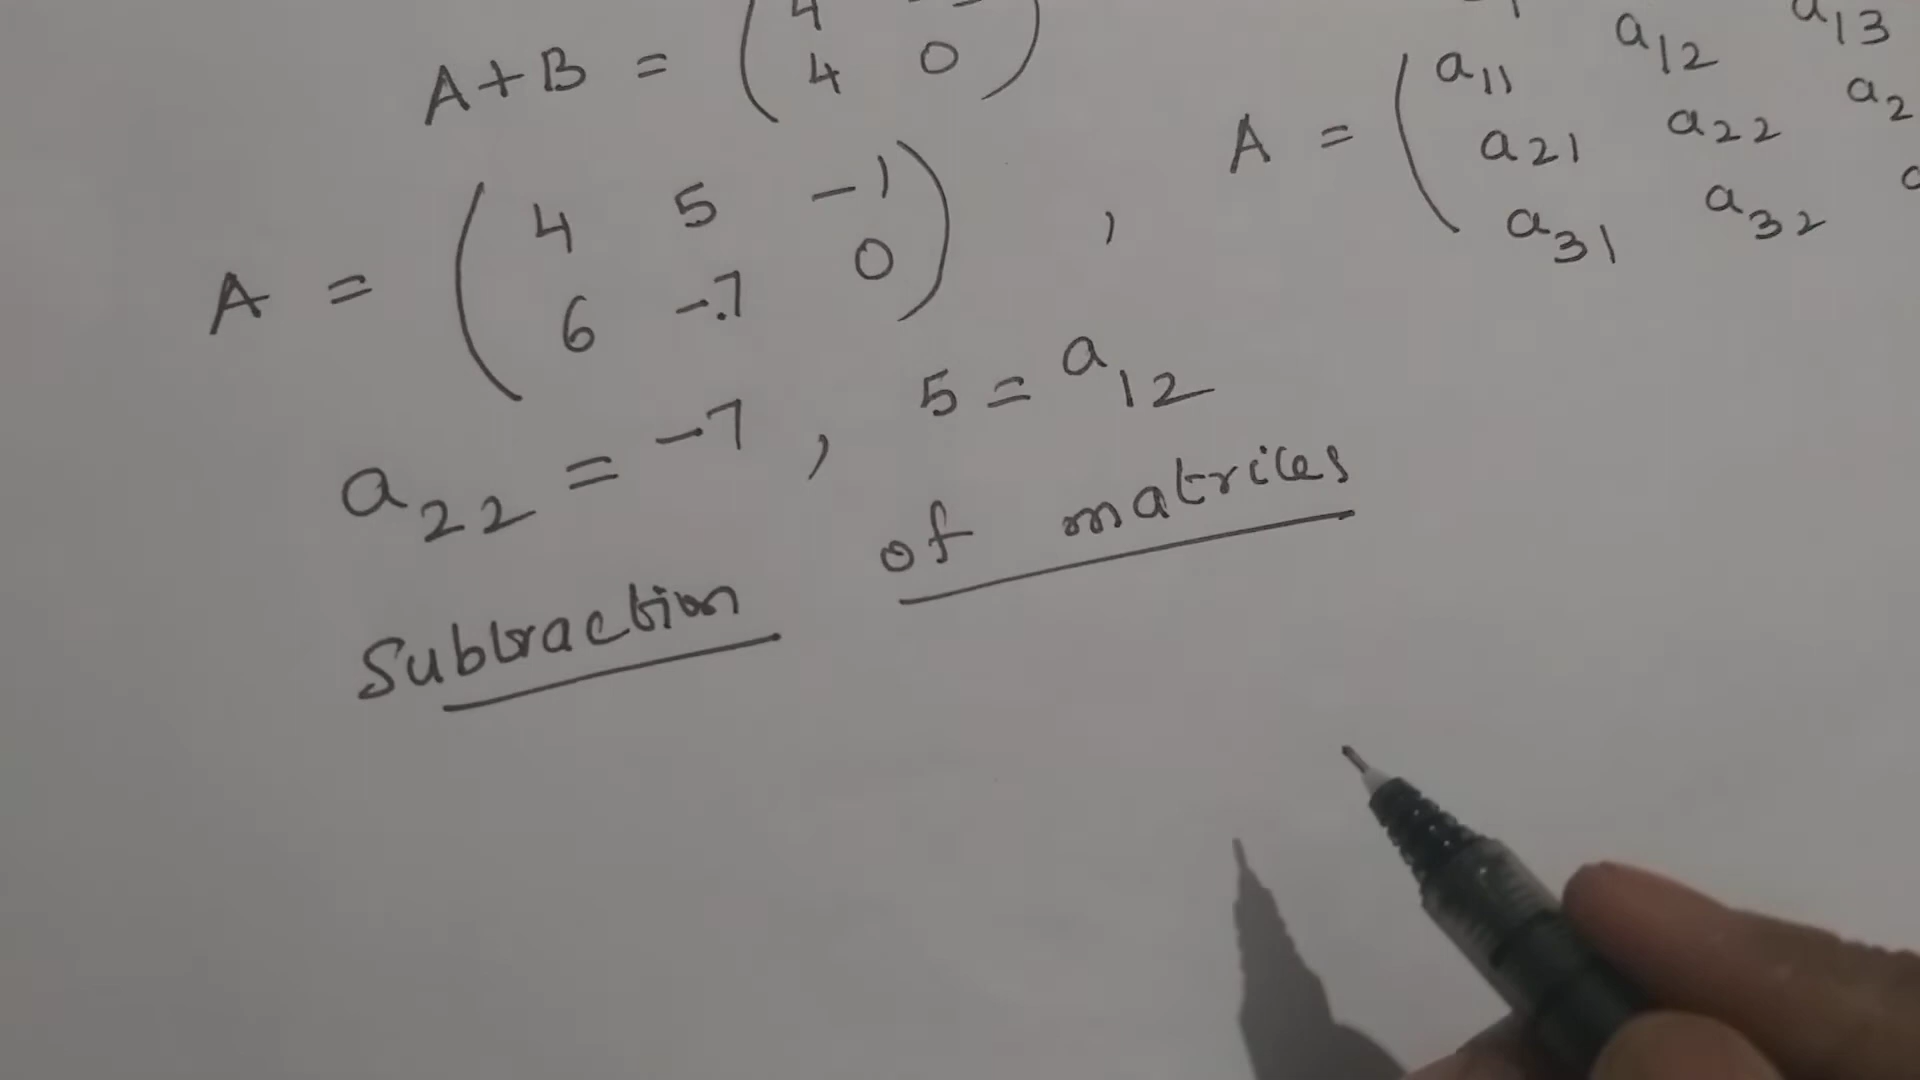 A+B = ( 4
4 0 )
A = ( 4 5 -1
6 -7 0 ) , A = ( a11 a12 a13
a21 a22 a2
a31 a32
a22 = -7 , 5 = a12
Subtraction of matrices